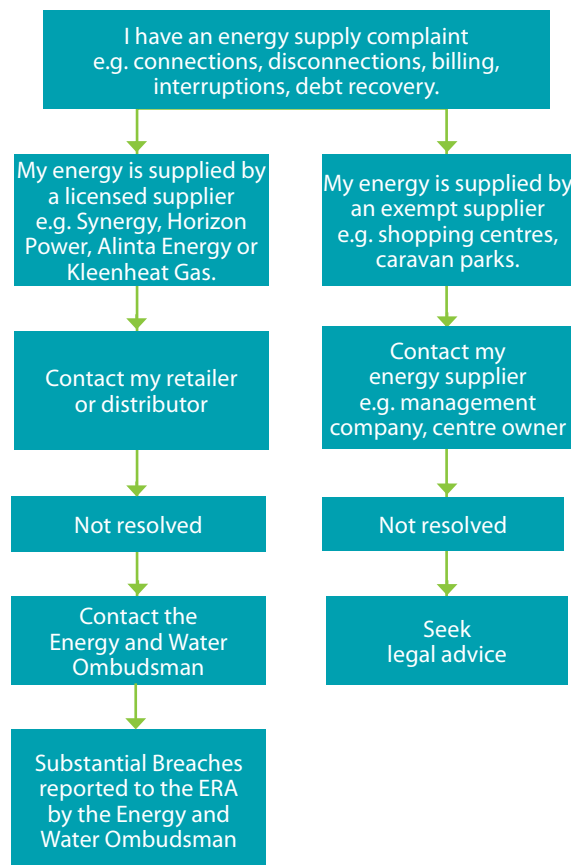 I have an energy supply complaint
e.g. connections, disconnections, billing,
interruptions, debt recovery.
My energy is supplied by
a licensed supplier
e.g. Synergy, Horizon
Power, Alinta Energy or
Kleenheat Gas.
My energy is supplied by
an exempt supplier
e.g. shopping centres,
caravan parks.
Contact my retailer
or distributor
Contact my
energy supplier
e.g. management
company, centre owner
Not resolved
Not resolved
Contact the
Energy and Water
Ombudsman
Seek
legal advice
Substantial Breaches
reported to the ERA
by the Energy and
Water Ombudsman